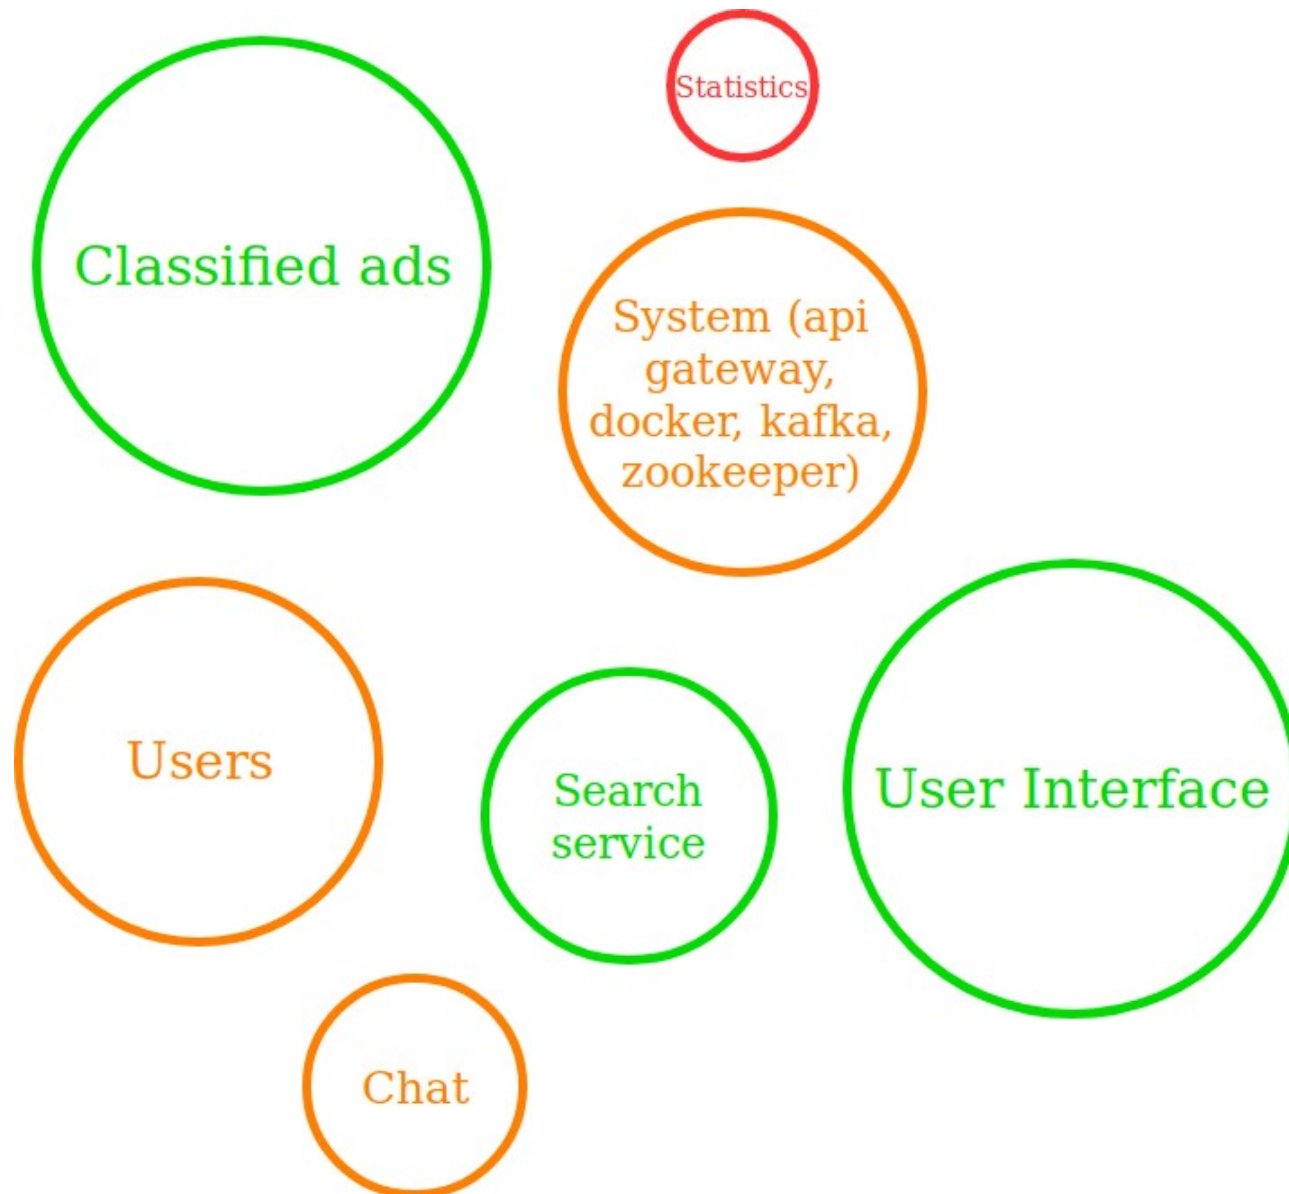 Statistics
Classified ads
System (api
gateway,
docker, kafka,
zookeeper)
Users
Search
service
User Interface
Chat